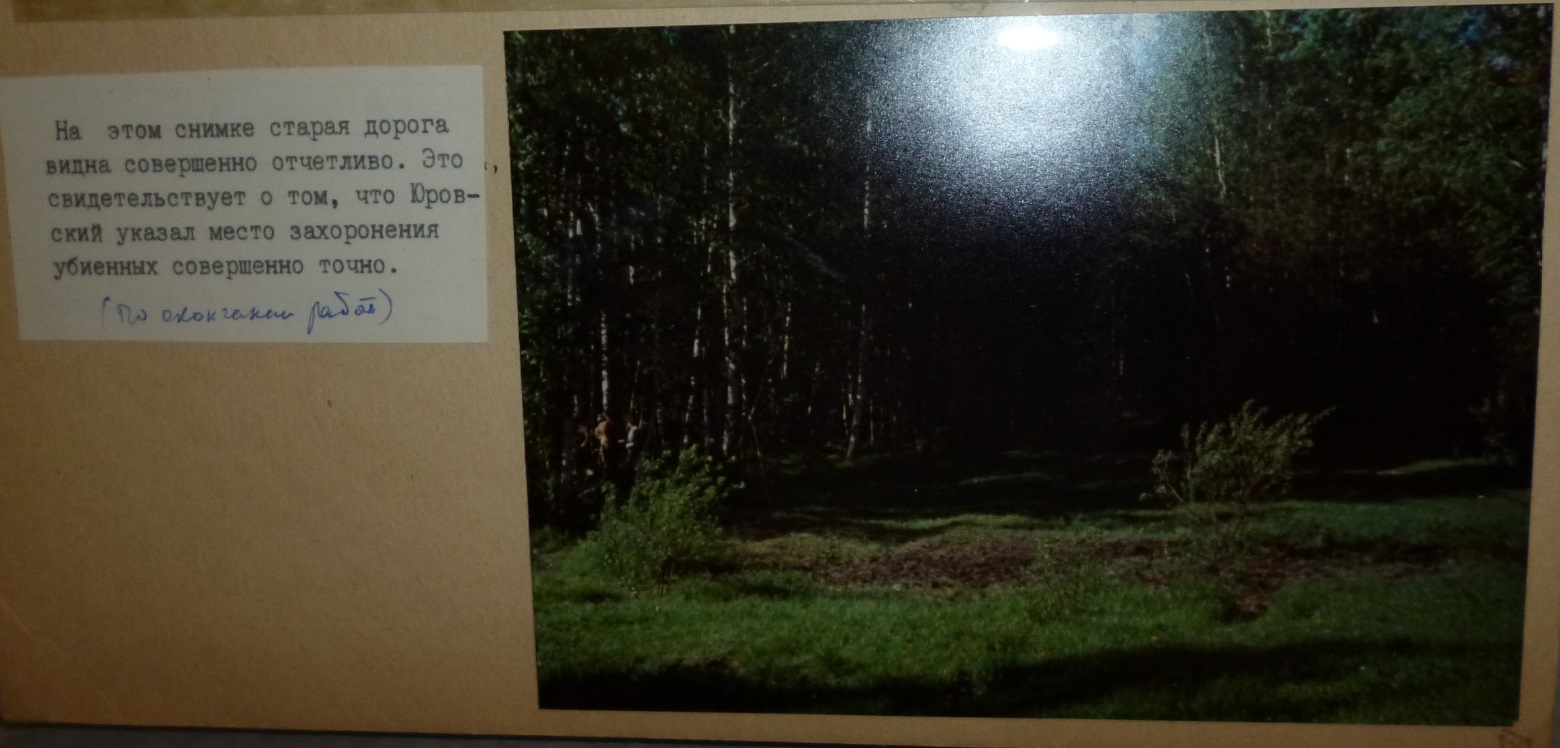 На этом снимке старая дорога
видна совершенно отчетливо. Это
свидетельствует о том, что Юров-
ский указал место захоронения
убиенных совершенно точно.
(По окончании работ)